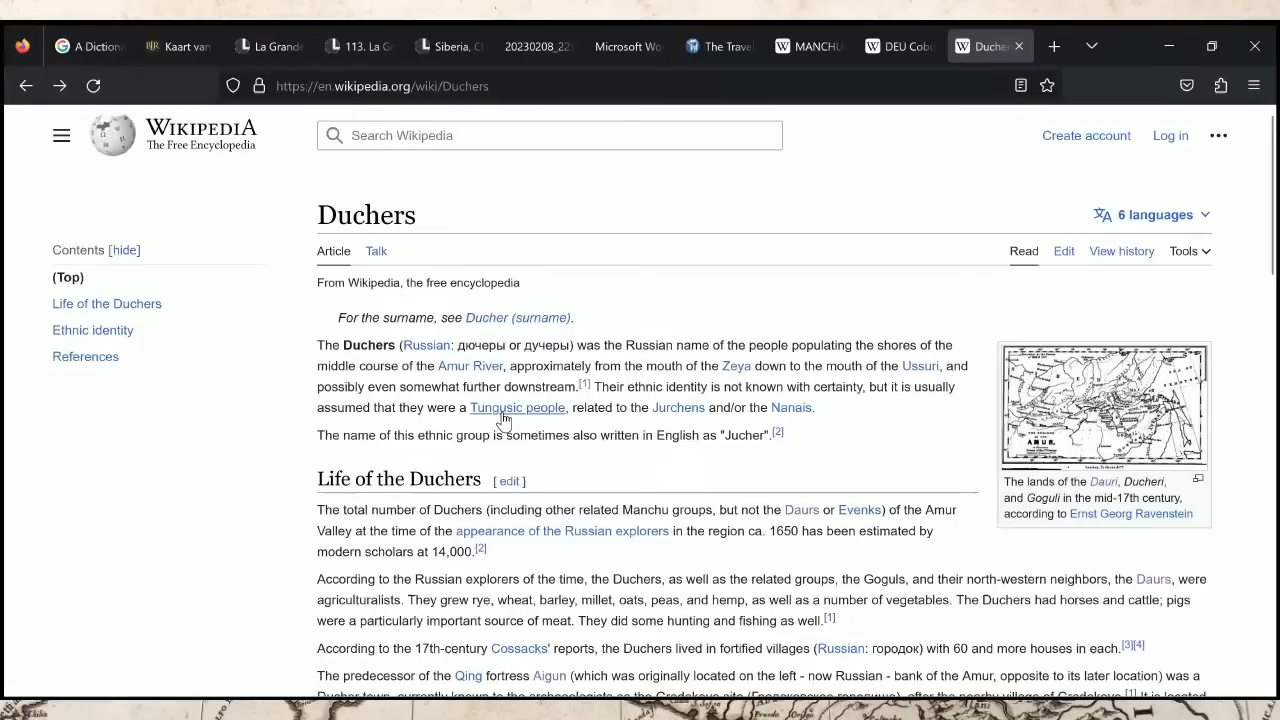 A Dictiona
Kaart van
La Grande
113. La G
Siberia, C
20230208_22
Microsoft Wo
The Trave
MANCHU
DEU Cob
Ducher
https://en.wikipedia.org/wiki/Duchers
WIKIPEDIA
The Free Encyclopedia
Search Wikipedia
Create account
Log in
Duchers
6 languages
Contents [hide]
Article
Talk
Read
Edit
View history
Tools
(Top)
From Wikipedia, the free encyclopedia
Life of the Duchers
For the surname, see Ducher (surname).
Ethnic identity
References
The Duchers (Russian: дючеры or дучеры) was the Russian name of the people populating the shores of the
middle course of the Amur River, approximately from the mouth of the Zeya down to the mouth of the Ussuri, and
possibly even somewhat further downstream.[1] Their ethnic identity is not known with certainty, but it is usually
assumed that they were a Tungusic people, related to the Jurchens and/or the Nanais.
The name of this ethnic group is sometimes also written in English as "Jucher".[2]
AMUR.
The lands of the Dauri, Ducheri,
and Goguli in the mid-17th century,
according to Ernst Georg Ravenstein
Life of the Duchers [ edit ]
The total number of Duchers (including other related Manchu groups, but not the Daurs or Evenks) of the Amur
Valley at the time of the appearance of the Russian explorers in the region ca. 1650 has been estimated by
modern scholars at 14,000.[2]
According to the Russian explorers of the time, the Duchers, as well as the related groups, the Goguls, and their north-western neighbors, the Daurs, were
agriculturalists. They grew rye, wheat, barley, millet, oats, peas, and hemp, as well as a number of vegetables. The Duchers had horses and cattle; pigs
were a particularly important source of meat. They did some hunting and fishing as well.[1]
According to the 17th-century Cossacks' reports, the Duchers lived in fortified villages (Russian: городок) with 60 and more houses in each.[3][4]
The predecessor of the Qing fortress Aigun (which was originally located on the left - now Russian - bank of the Amur, opposite to its later location) was a